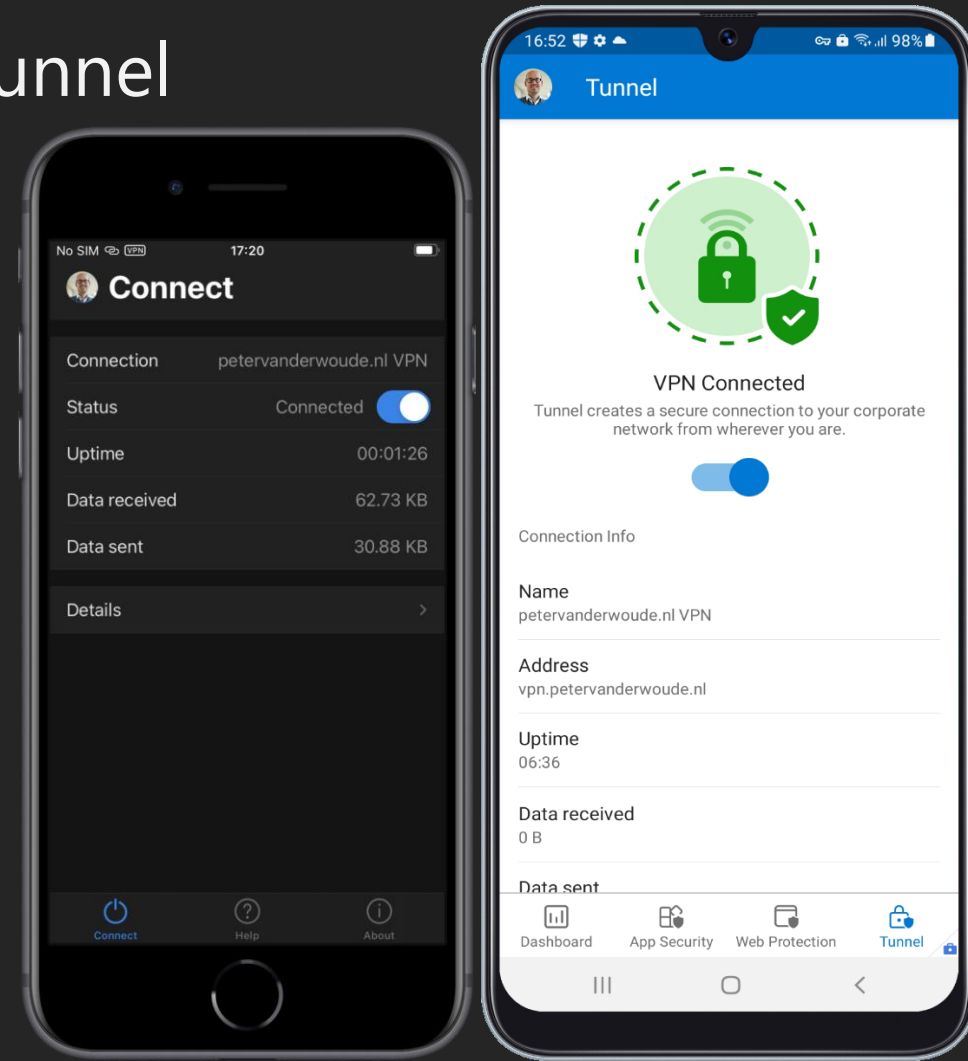 unnel
No SIM VPN 17:20
Connect
Connection petervanderwoude.nl VPN
Status Connected
Uptime 00:01:26
Data received 62.73 KB
Data sent 30.88 KB
Details
Connect Help About
16:52 98%
Tunnel
VPN Connected
Tunnel creates a secure connection to your corporate
network from wherever you are.
Connection Info
Name
petervanderwoude.nl VPN
Address
vpn.petervanderwoude.nl
Uptime
06:36
Data received
0 B
Data sent
Dashboard App Security Web Protection Tunnel